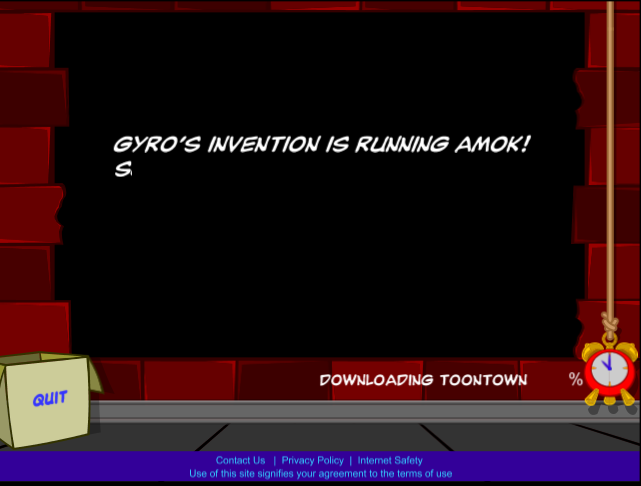 GYRO'S INVENTION IS RUNNING AMOK!
S
DOWNLOADING TOONTOWN %
QUIT
Contact Us | Privacy Policy | Internet Safety
Use of this site signifies your agreement to the terms of use